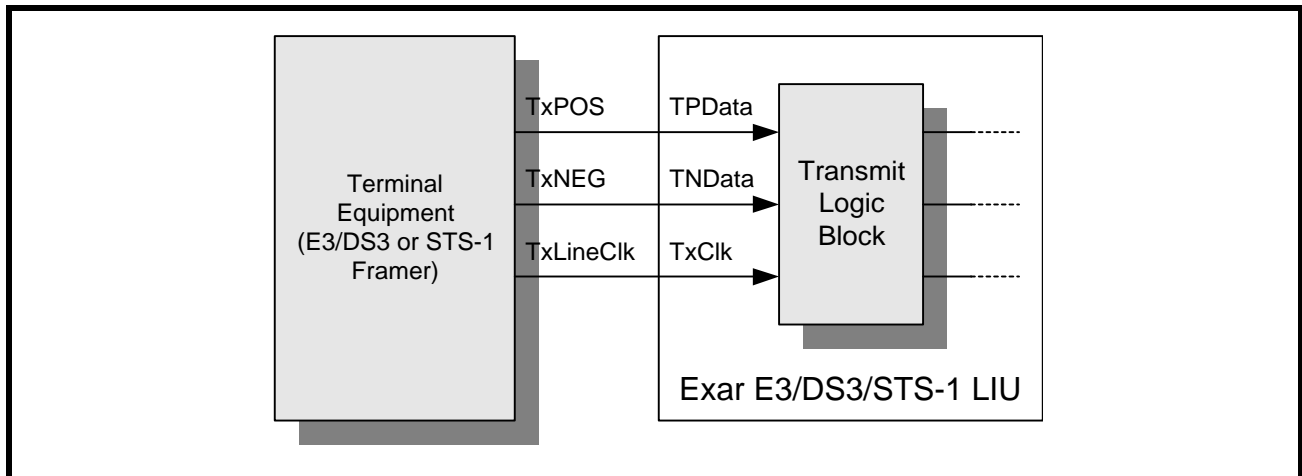 Terminal
Equipment
(E3/DS3 or STS-1
Framer)
TxPOS
TxNEG
TxLineClk
TPData
TNData
TxClk
Transmit
Logic
Block
Exar E3/DS3/STS-1 LIU